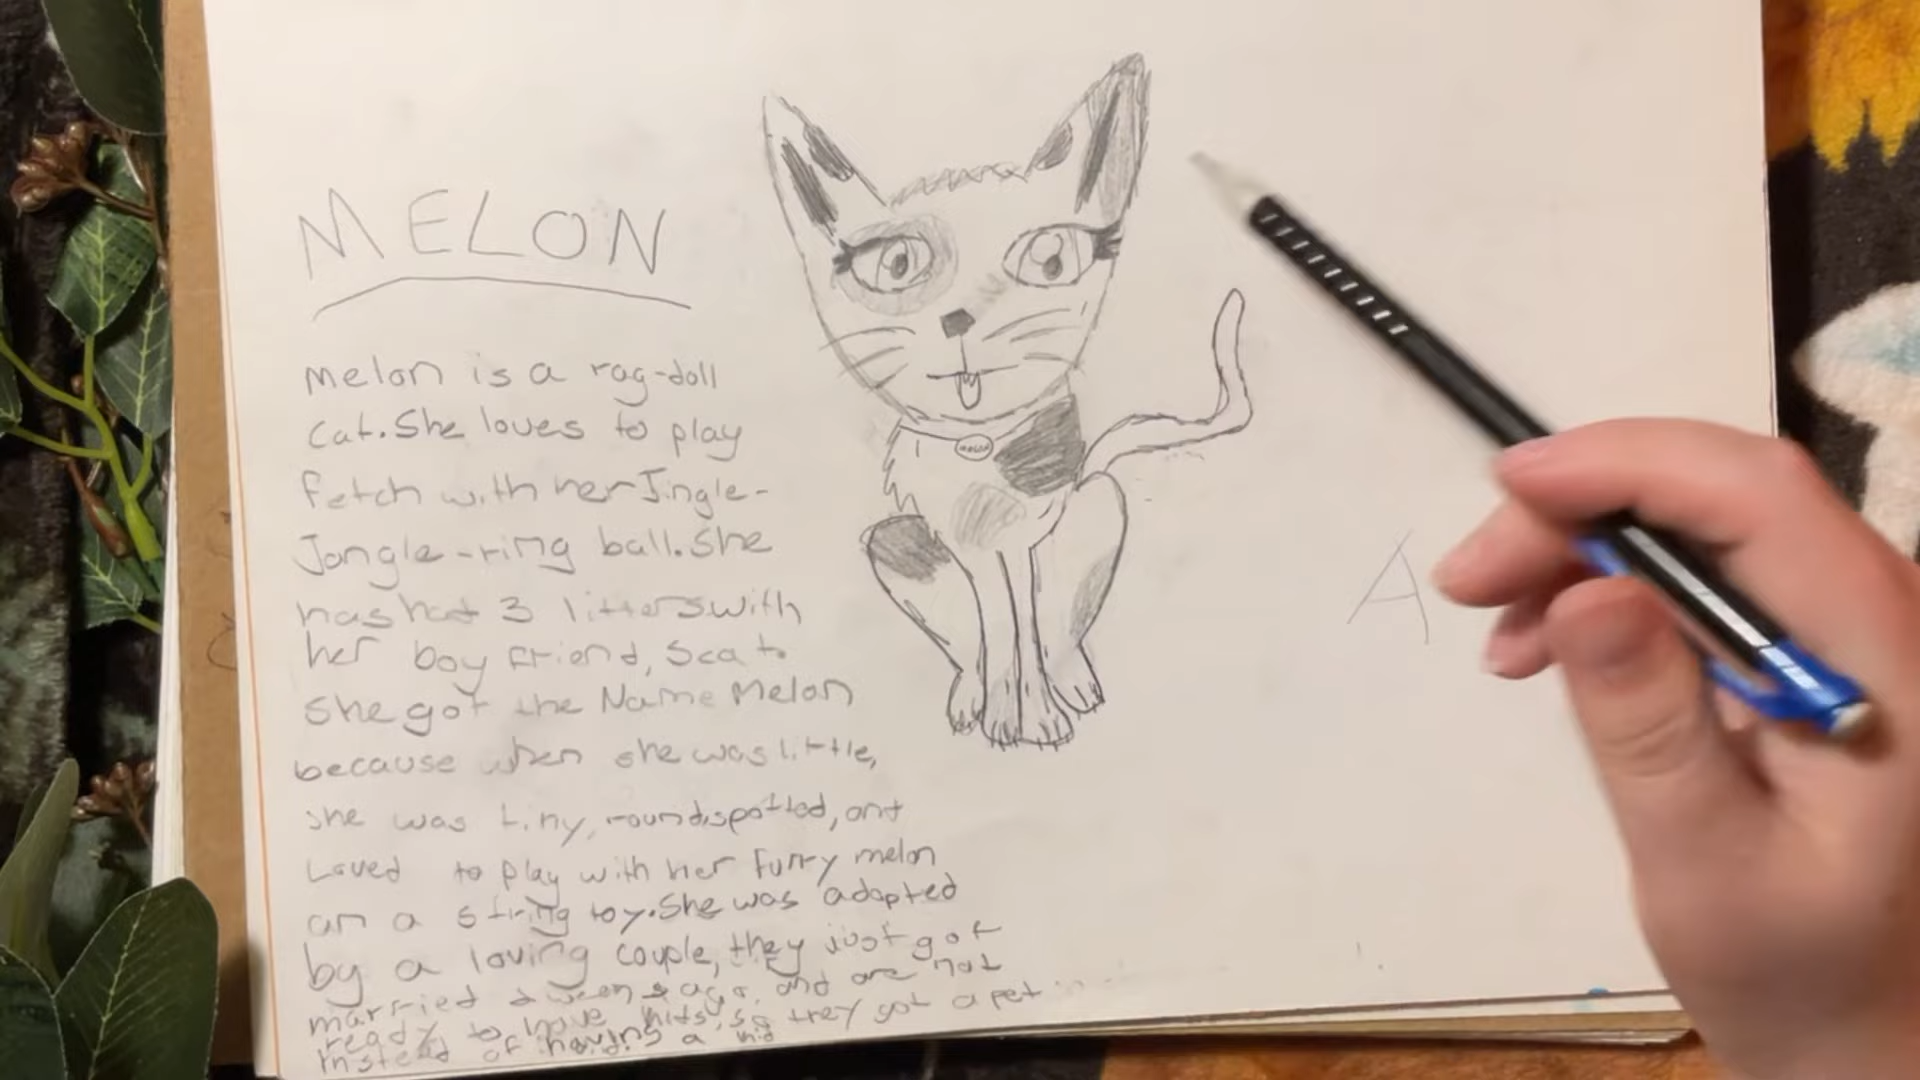 MELON
Melon is a rag-doll
Cat. She loves to play
fetch with her Jingle-
Jangle-ring ball. She
has had 3 litters with
her boy friend, Sca to
She got the Name Melon
because when she was little,
she was tiny, round, spotted, and
Loved to play with her furry melon
on a string toy. She was adopted
by a loving couple, they just got
married ago, and are not
ready to have kids, so they got a pet
instead of having a kid
MELON
A